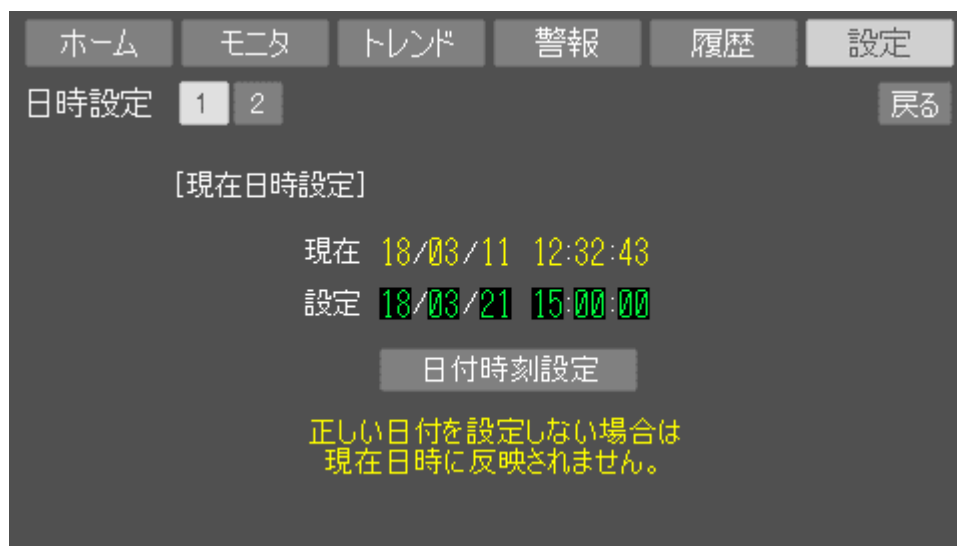 ホーム モニタ トレンド 警報 履歴 設定
日時設定 1 2 戻る
[現在日時設定]
現在 18/03/11 12:32:43
設定 18/03/21 15:00:00
日付時刻設定
正しい日付を設定しない場合は
現在日時に反映されません。